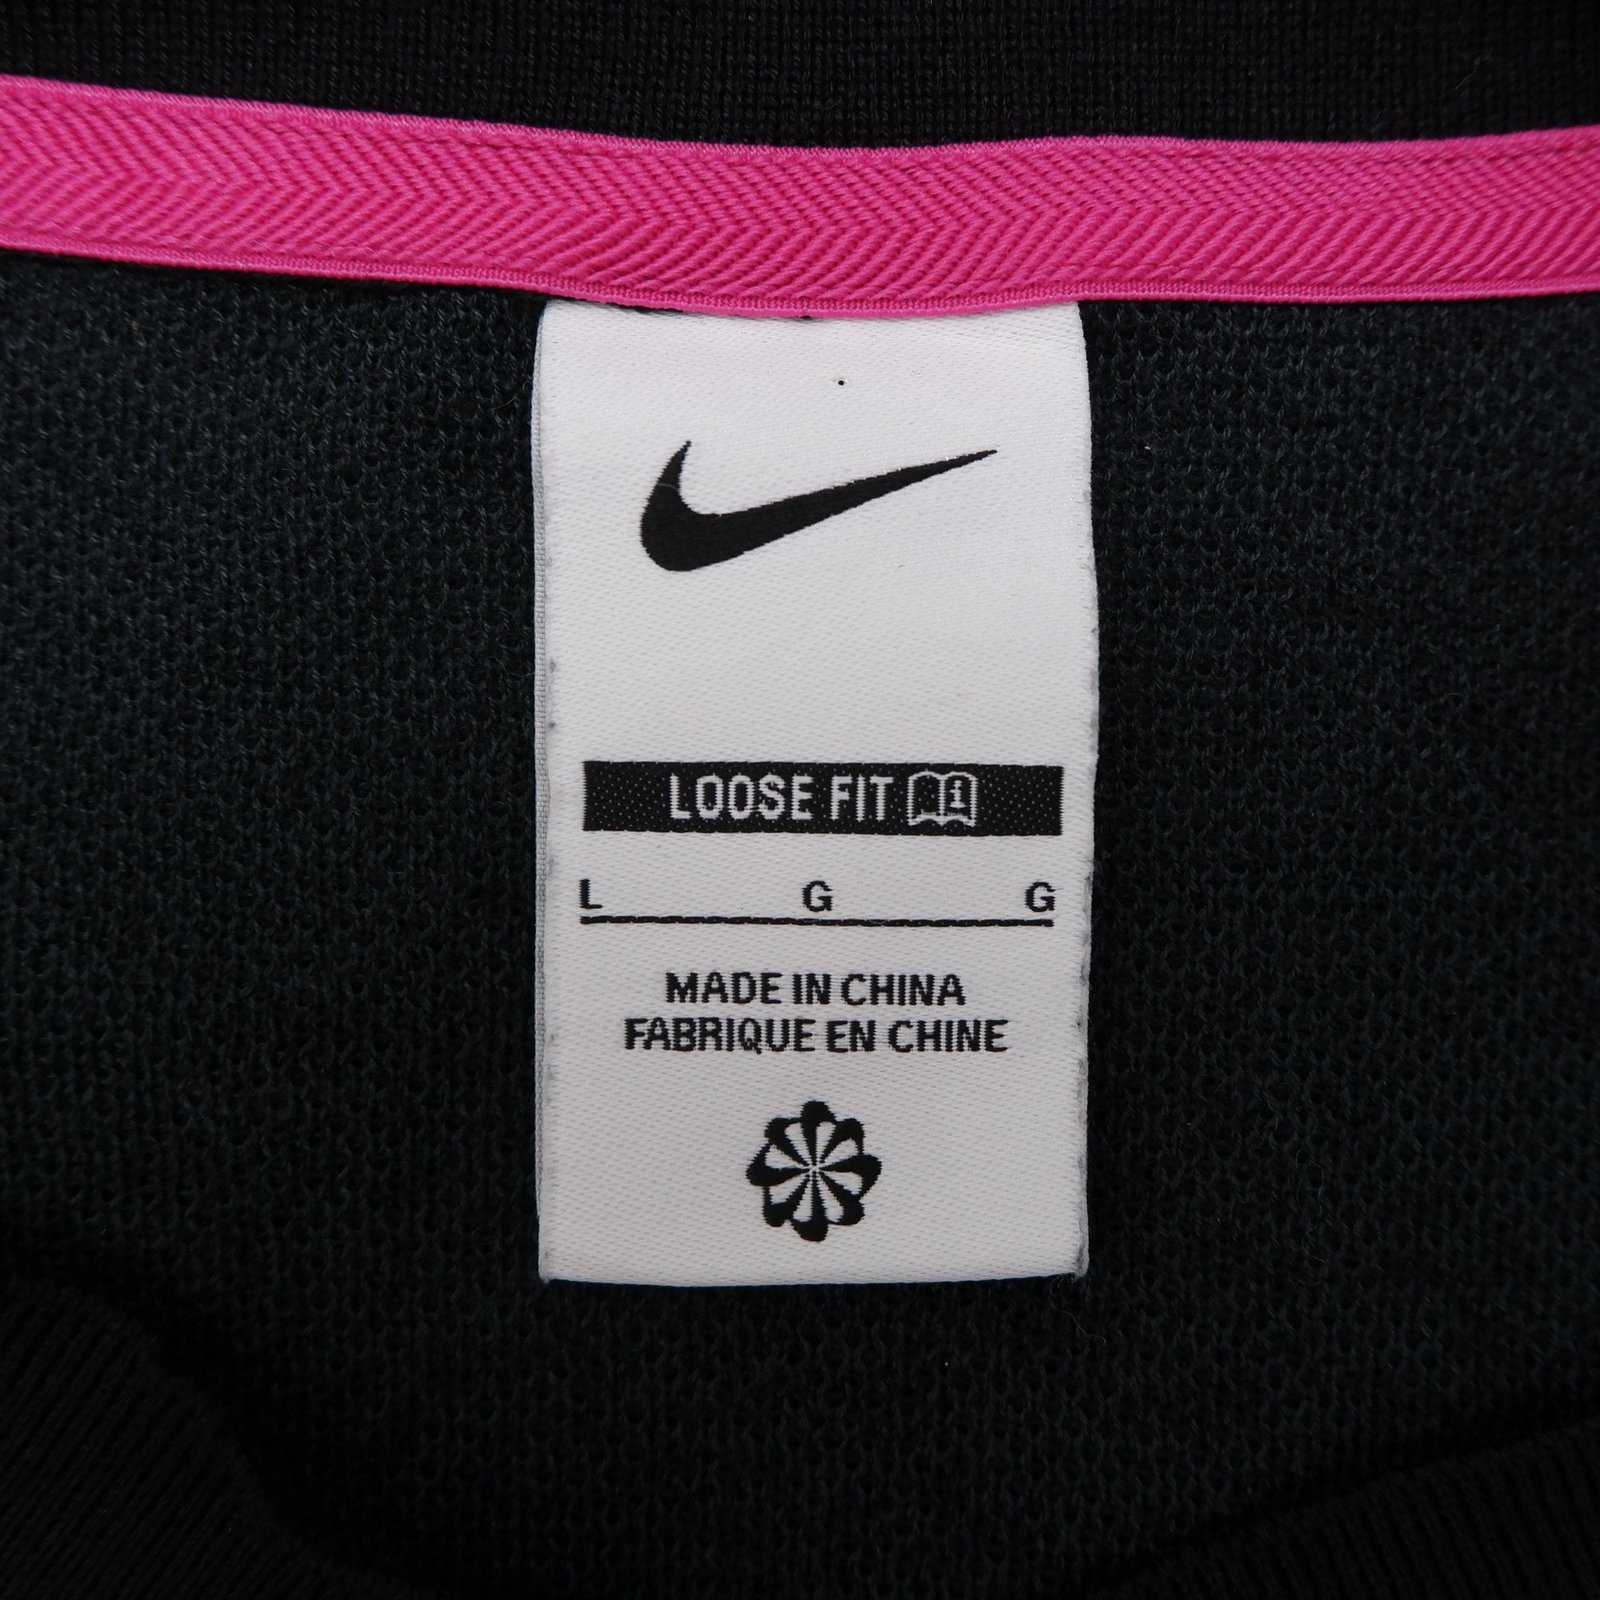 LOOSE FIT
L G G
MADE IN CHINA
FABRIQUE EN CHINE